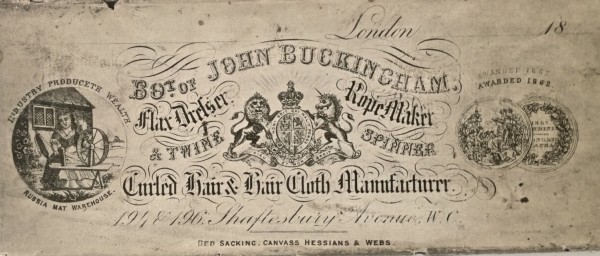 London 18
INDUSTRY PRODUCETH WEALTH
RUSSIA MAT WAREHOUSE.
BOT. OF JOHN BUCKINGHAM,
Flax Dresser Rope Maker
& TWINE SPINNER
AWARDED 1862.
Curled Hair & Hair Cloth Manufacturer.
194 & 196, Shaftesbury Avenue, W.C.
BED SACKING, CANVASS HESSIANS & WEBS.